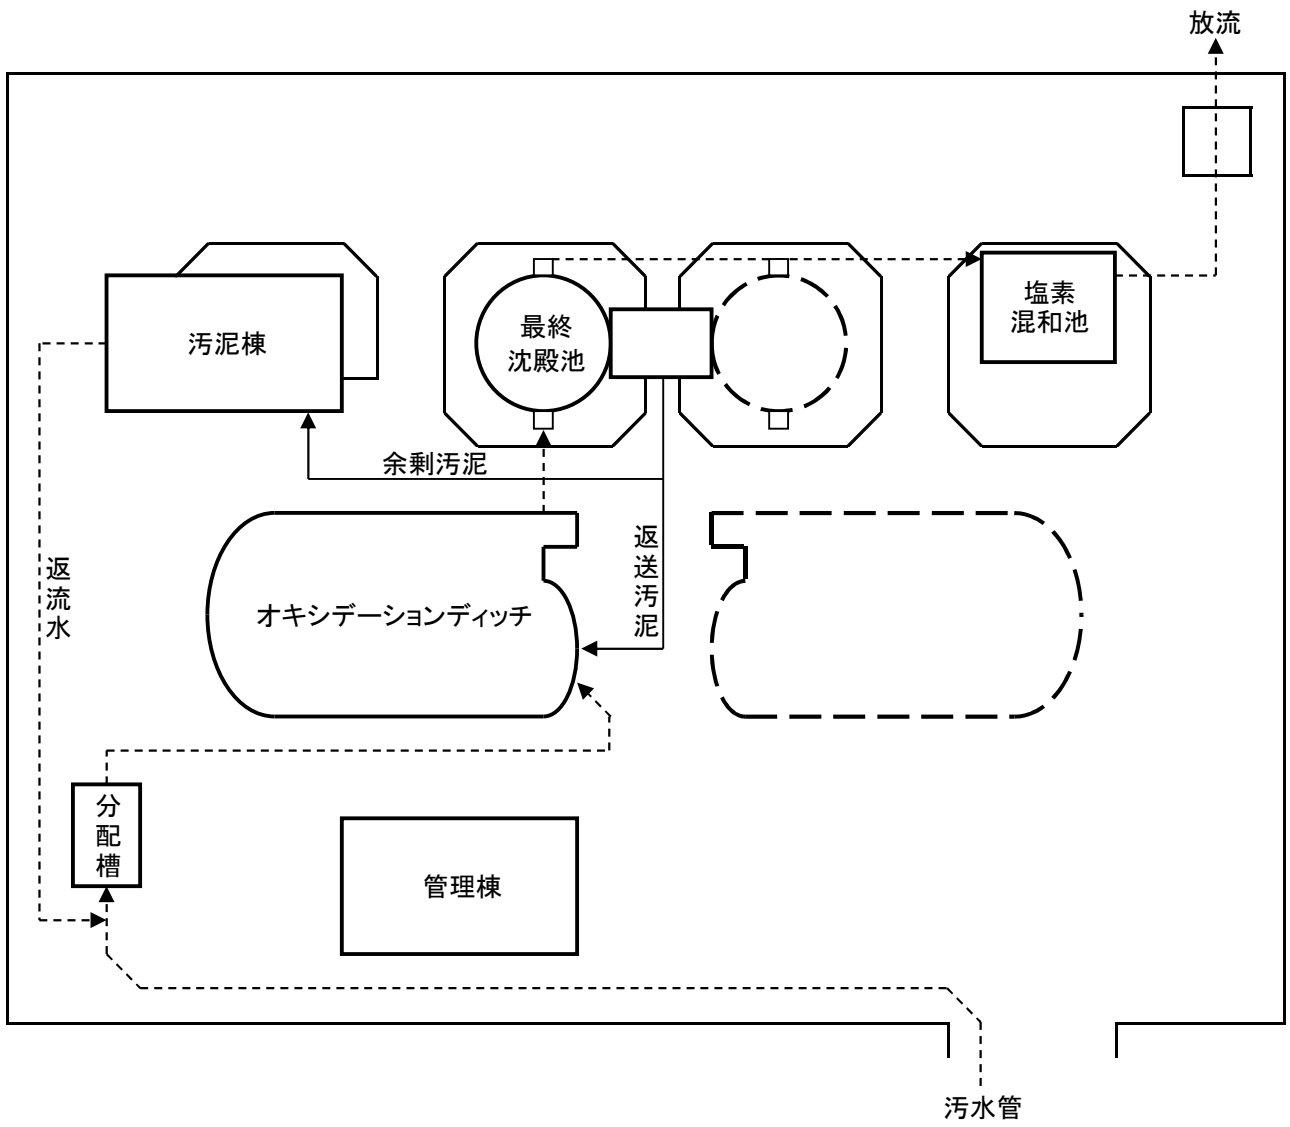 放流
塩素
混和池
最終
沈殿池
汚泥棟
余剰汚泥
返送汚泥
返流水
オキシデーションディッチ
分配槽
管理棟
汚水管